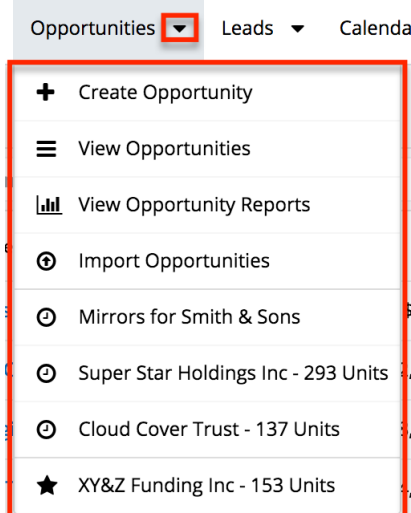 Opportunities Leads Calenda
Create Opportunity
View Opportunities
View Opportunity Reports
Import Opportunities
Mirrors for Smith & Sons
Super Star Holdings Inc - 293 Units
Cloud Cover Trust - 137 Units
XY&Z Funding Inc - 153 Units